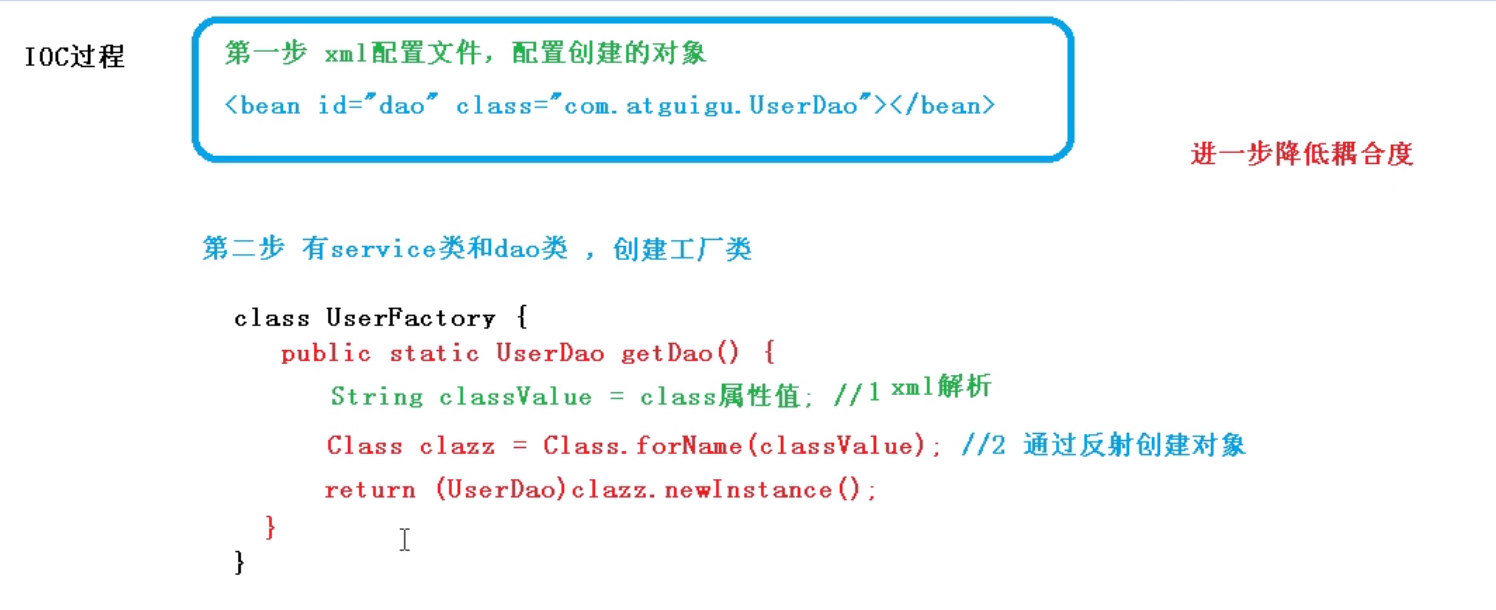 IOC过程
第一步 xml配置文件，配置创建的对象
<bean id="dao" class="com.atguigu.UserDao"></bean>
进一步降低耦合度
第二步 有service类和dao类 ，创建工厂类
class UserFactory {
public static UserDao getDao() {
String classValue = class属性值; //1 xml解析
Class clazz = Class.forName(classValue); //2 通过反射创建对象
return (UserDao)clazz.newInstance();
}
}